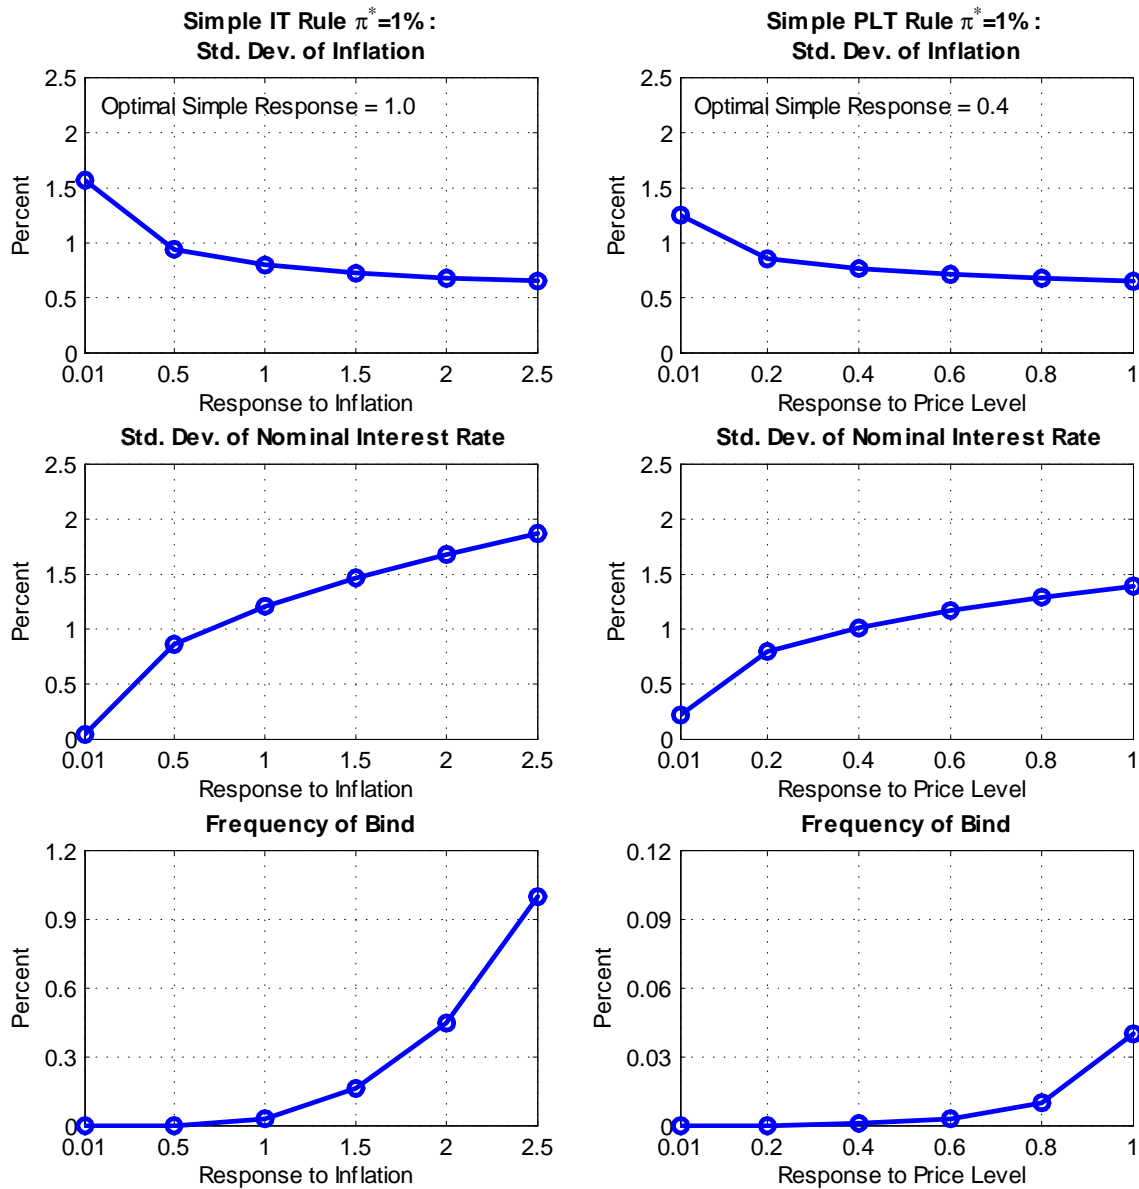 Simple IT Rule π*=1%:
Std. Dev. of Inflation
2.5
2
1.5
1
0.5
0
Percent
Optimal Simple Response = 1.0
0.01 0.5 1 1.5 2 2.5
Response to Inflation
Simple PLT Rule π*=1%:
Std. Dev. of Inflation
2.5
2
1.5
1
0.5
0
Percent
Optimal Simple Response = 0.4
0.01 0.2 0.4 0.6 0.8 1
Response to Price Level
Std. Dev. of Nominal Interest Rate
2.5
2
1.5
1
0.5
0
Percent
0.01 0.5 1 1.5 2 2.5
Response to Inflation
Std. Dev. of Nominal Interest Rate
2.5
2
1.5
1
0.5
0
Percent
0.01 0.2 0.4 0.6 0.8 1
Response to Price Level
Frequency of Bind
1.2
0.9
0.6
0.3
0
Percent
0.01 0.5 1 1.5 2 2.5
Response to Inflation
Frequency of Bind
0.12
0.09
0.06
0.03
0
Percent
0.01 0.2 0.4 0.6 0.8 1
Response to Price Level